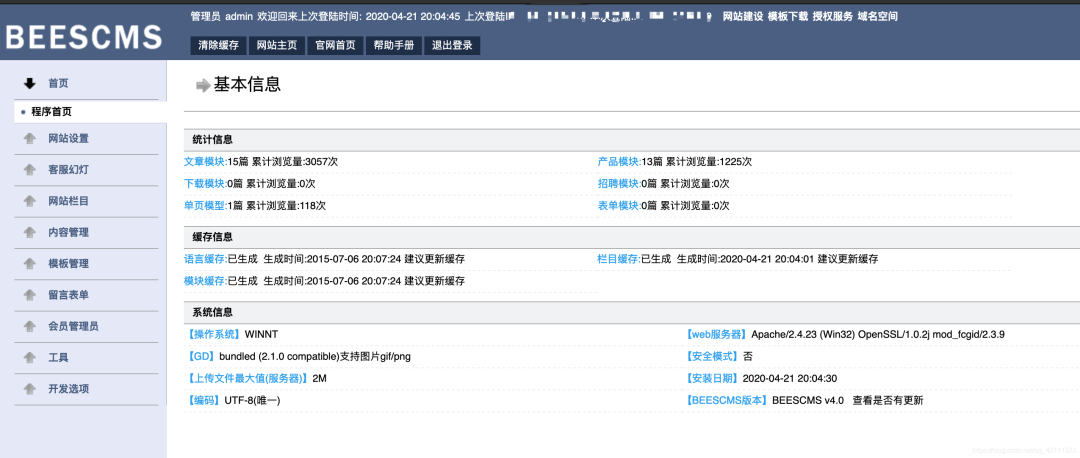 管理员 admin 欢迎回来上次登陆时间: 2020-04-21 20:04:45 上次登陆 网站建设 模板下载 授权服务 域名空间
BEESCMS
清除缓存 网站主页 官网首页 帮助手册 退出登录
首页
程序首页
网站设置
客服幻灯
网站栏目
内容管理
模板管理
留言表单
会员管理员
工具
开发选项
基本信息
统计信息
文章模块:15篇 累计浏览量:3057次 产品模块:13篇 累计浏览量:1225次
下载模块:0篇 累计浏览量:0次 招聘模块:0篇 累计浏览量:0次
单页模型:1篇 累计浏览量:118次 表单模块:0篇 累计浏览量:0次
缓存信息
语言缓存:已生成 生成时间:2015-07-06 20:07:24 建议更新缓存 栏目缓存:已生成 生成时间:2020-04-21 20:04:01 建议更新缓存
模块缓存:已生成 生成时间:2015-07-06 20:07:24 建议更新缓存
系统信息
【操作系统】WINNT 【web服务器】Apache/2.4.23 (Win32) OpenSSL/1.0.2j mod_fcgid/2.3.9
【GD】bundled (2.1.0 compatible)支持图片gif/png 【安全模式】否
【上传文件最大值(服务器)】2M 【安装日期】2020-04-21 20:04:30
【编码】UTF-8(唯一) 【BEESCMS版本】BEESCMS v4.0 查看是否有更新